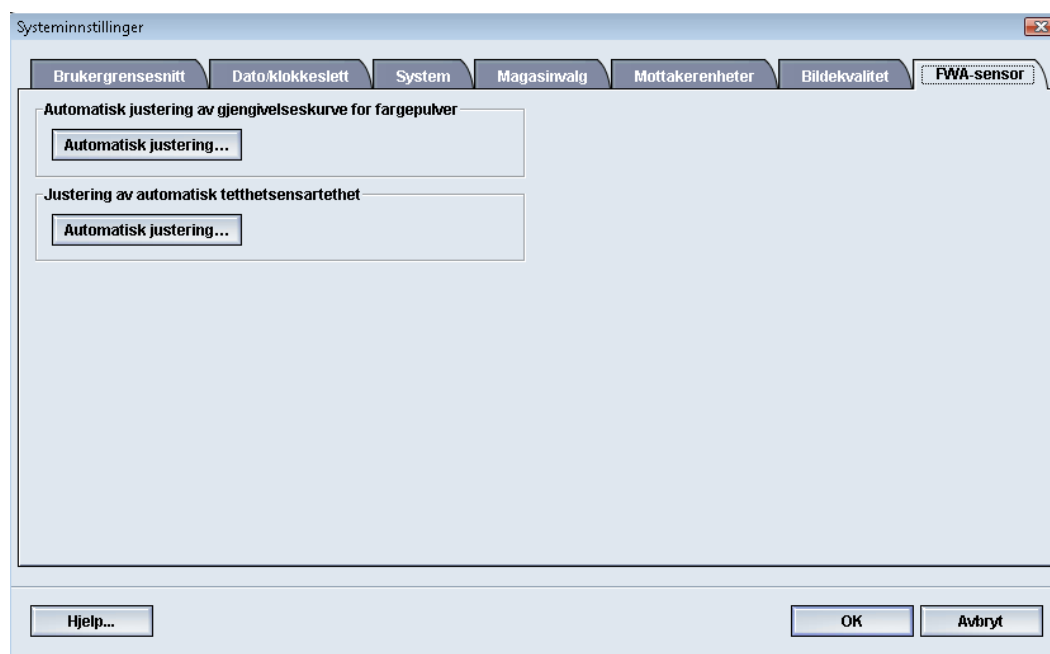 Systeminnstillinger
Brukergrensesnitt Dato/klokkeslett System Magasinvalg Mottakerenheter Bildekvalitet FWA-sensor
Automatisk justering av gjengivelseskurve for fargepulver
Automatisk justering...
Justering av automatisk tetthetsensartethet
Automatisk justering...
Hjelp... OK Avbryt